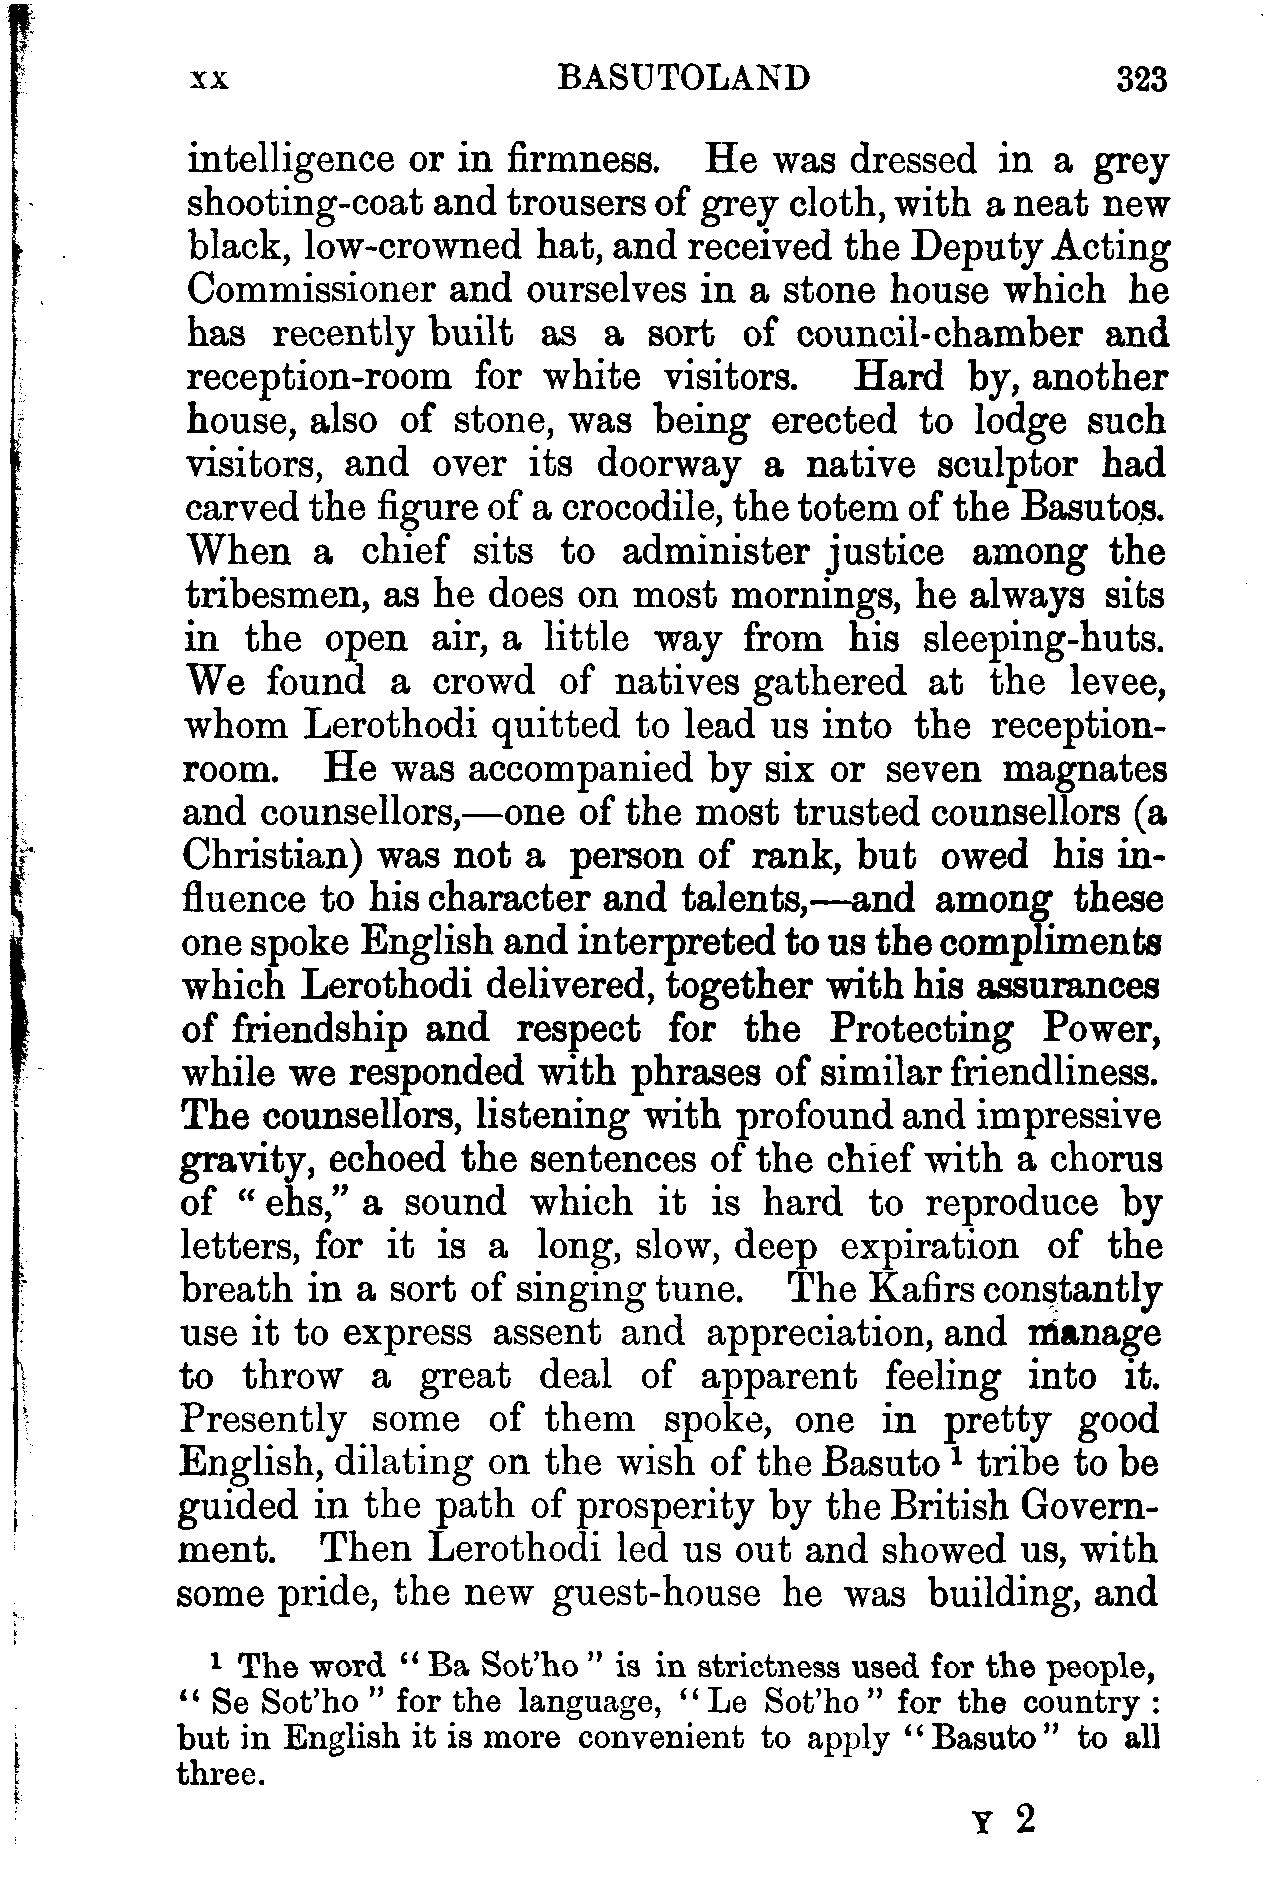 xx BASUTOLAND 323
intelligence or in firmness. He was dressed in a grey
shooting-coat and trousers of grey cloth, with a neat new
black, low-crowned hat, and received the Deputy Acting
Commissioner and ourselves in a stone house which he
has recently built as a sort of council-chamber and
reception-room for white visitors. Hard by, another
house, also of stone, was being erected to lodge such
visitors, and over its doorway a native sculptor had
carved the figure of a crocodile, the totem of the Basutos.
When a chief sits to administer justice among the
tribesmen, as he does on most mornings, he always sits
in the open air, a little way from his sleeping-huts.
We found a crowd of natives gathered at the levee,
whom Lerothodi quitted to lead us into the reception-
room. He was accompanied by six or seven magnates
and counsellors,—one of the most trusted counsellors (a
Christian) was not a person of rank, but owed his in-
fluence to his character and talents,—and among these
one spoke English and interpreted to us the compliments
which Lerothodi delivered, together with his assurances
of friendship and respect for the Protecting Power,
while we responded with phrases of similar friendliness.
The counsellors, listening with profound and impressive
gravity, echoed the sentences of the chief with a chorus
of “ ehs,” a sound which it is hard to reproduce by
letters, for it is a long, slow, deep expiration of the
breath in a sort of singing tune. The Kafirs constantly
use it to express assent and appreciation, and manage
to throw a great deal of apparent feeling into it.
Presently some of them spoke, one in pretty good
English, dilating on the wish of the Basuto ¹ tribe to be
guided in the path of prosperity by the British Govern-
ment. Then Lerothodi led us out and showed us, with
some pride, the new guest-house he was building, and
¹ The word “ Ba Sot’ho ” is in strictness used for the people,
“ Se Sot’ho ” for the language, “ Le Sot’ho ” for the country :
but in English it is more convenient to apply “ Basuto ” to all
three.
Y 2